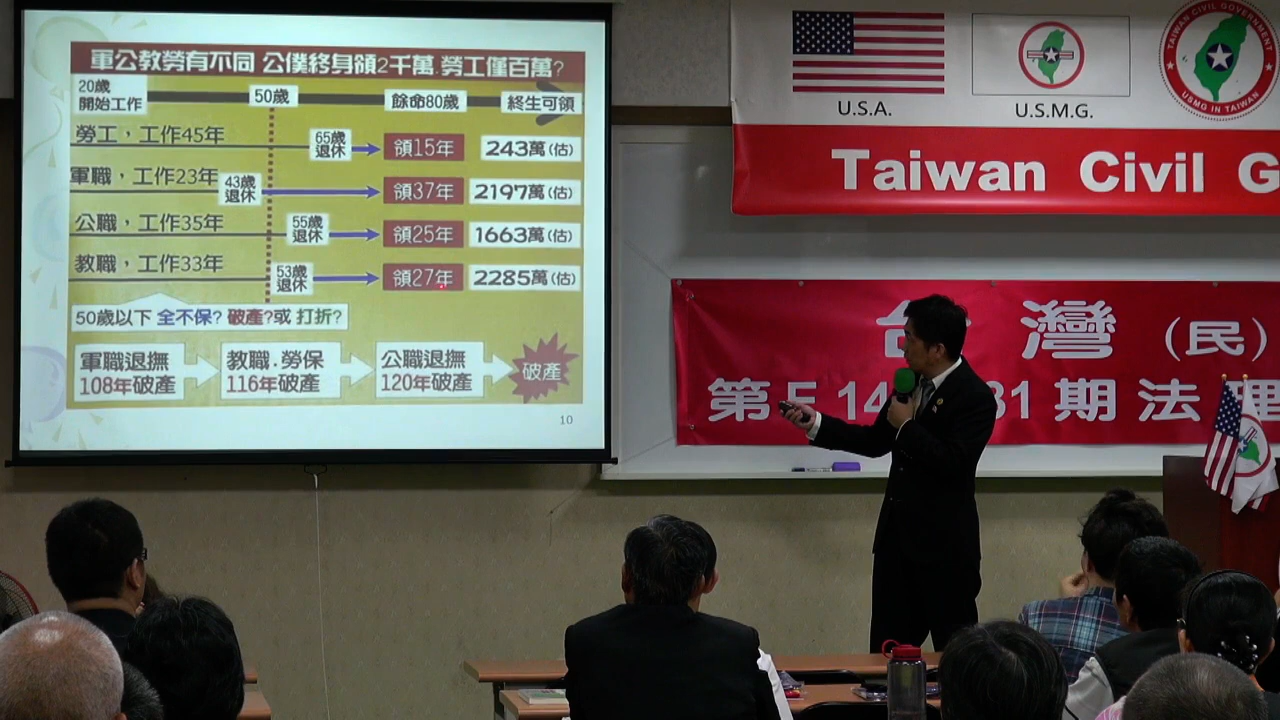 軍公教勞有不同 公僕終身領2千萬.勞工僅百萬?
20歲
開始工作
50歲
餘命80歲
終生可領
勞工，工作45年
65歲
退休
領15年
243萬(估)
軍職，工作23年
43歲
退休
領37年
2197萬(估)
公職，工作35年
55歲
退休
領25年
1663萬(估)
教職，工作33年
53歲
退休
領27年
2285萬(估)
50歲以下 全不保? 破產?或 打折?
軍職退撫
108年破產
教職.勞保
116年破產
公職退撫
120年破產
破產
10
U.S.A.
U.S.M.G.
TAIWAN CIVIL GOVERNMENT
USMG IN TAIWAN
Taiwan Civil G
台灣（民）
第 14 31期法理